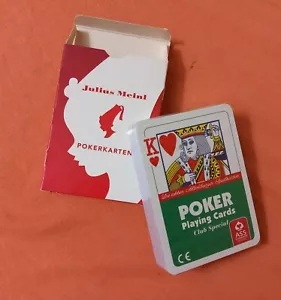 Julius Meinl
POKERKARTEN
K
POKER
Playing Cards
Club Special
ASS
CE